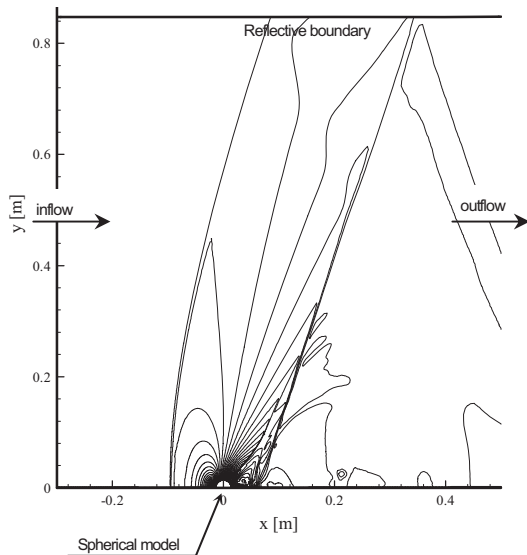 0.8
Reflective boundary
0.6
y [m]
inflow
outflow
0.4
0.2
0
-0.2
0
0.2
0.4
x [m]
Spherical model